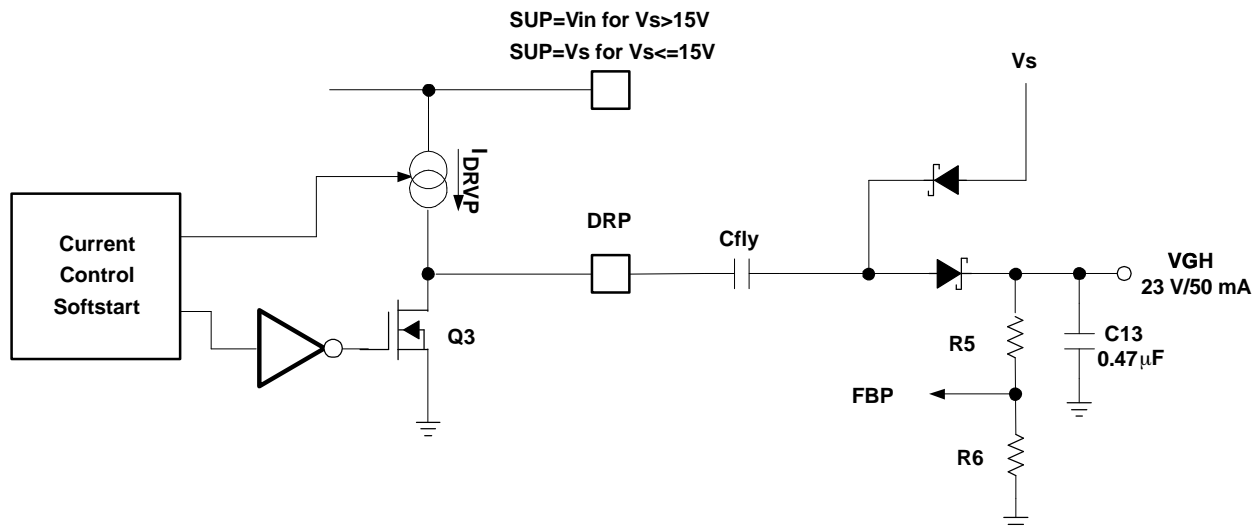 SUP=Vin for Vs>15V
SUP=Vs for Vs<=15V
Vs
IDRVP
DRP
Cfly
Current
Control
Softstart
Q3
VGH
23 V/50 mA
R5
C13
0.47μF
FBP
R6